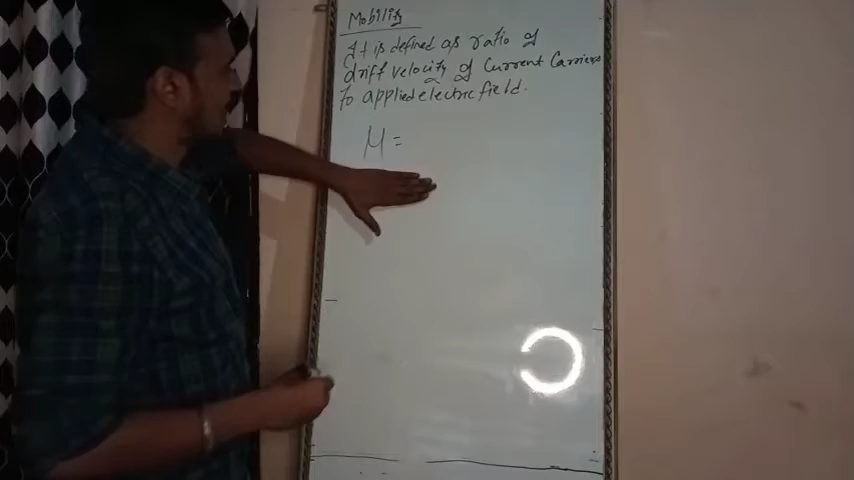 Mobility
It is defined as ratio of
drift velocity of Current Carriers
To applied electric field.
μ =